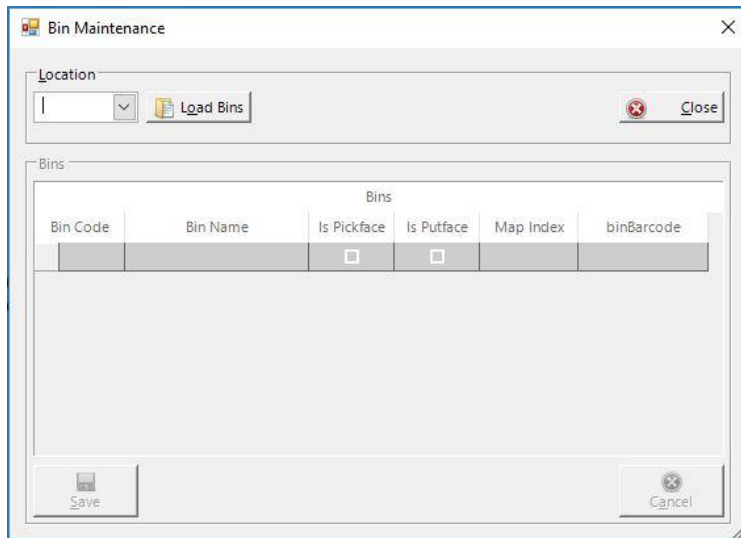 Bin Maintenance
Location
Load Bins
Close
Bins
Bins
Bin Code Bin Name Is Pickface Is Putface Map Index binBarcode
Save
Cancel